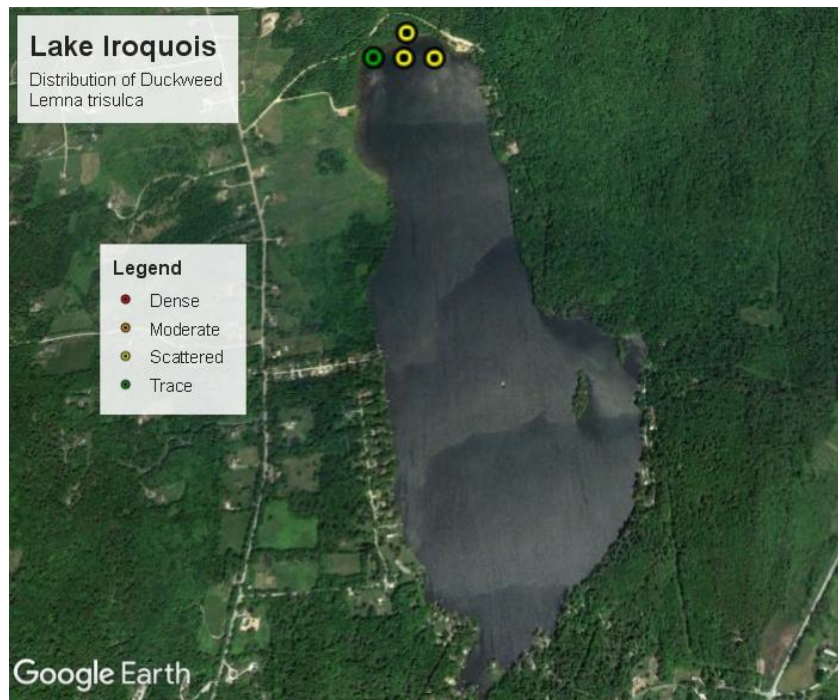 Lake Iroquois
Distribution of Duckweed
Lemna trisulca
Legend
Dense
Moderate
Scattered
Trace
Google Earth